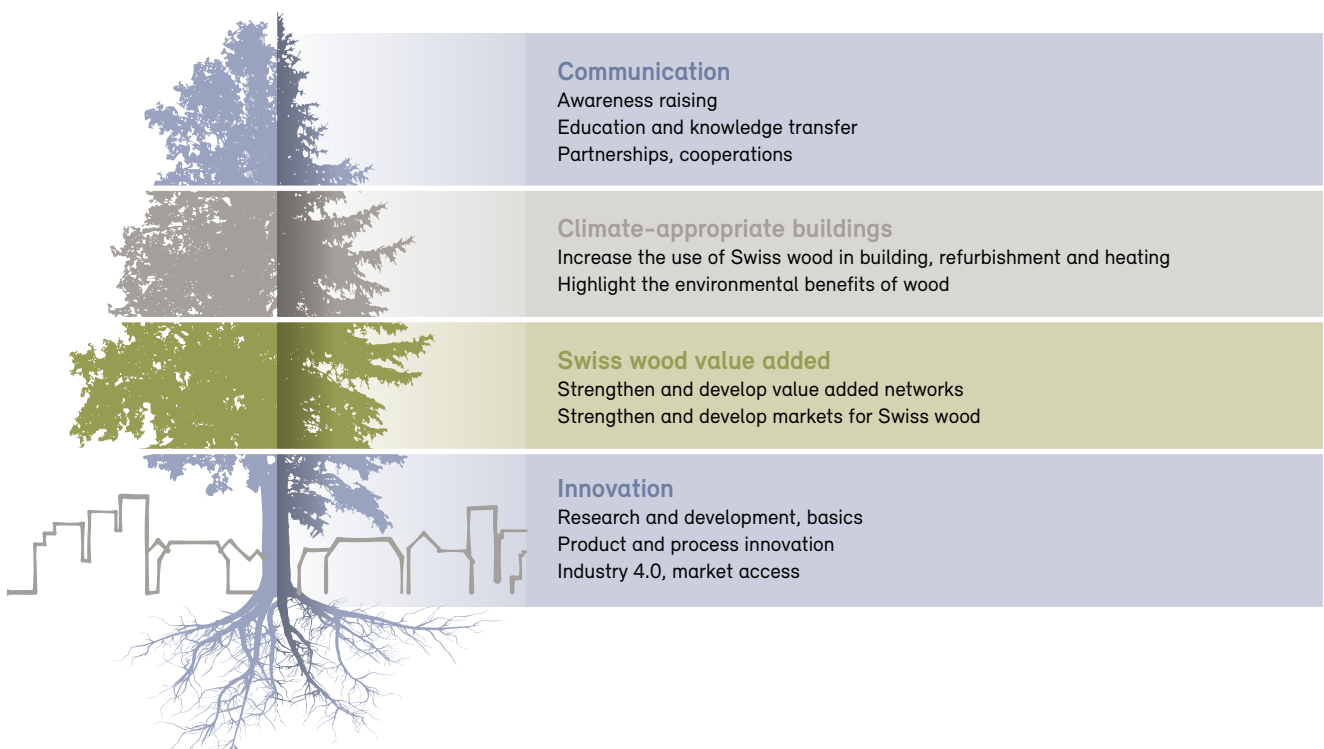 Communication
Awareness raising
Education and knowledge transfer
Partnerships, cooperations
Climate-appropriate buildings
Increase the use of Swiss wood in building, refurbishment and heating
Highlight the environmental benefits of wood
Swiss wood value added
Strengthen and develop value added networks
Strengthen and develop markets for Swiss wood
Innovation
Research and development, basics
Product and process innovation
Industry 4.0, market access